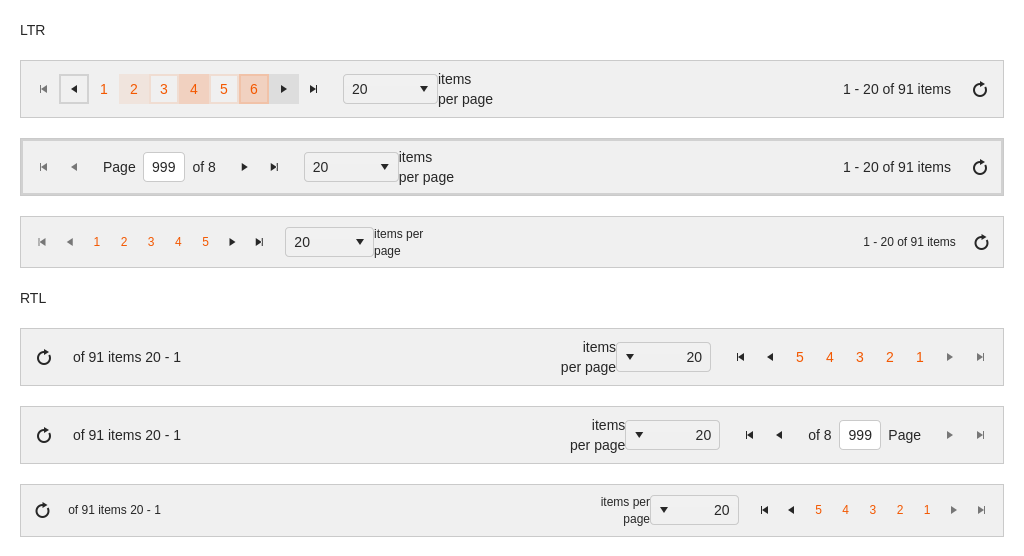 LTR
1 2 3 4 5 6 20 items per page 1 - 20 of 91 items
Page 999 of 8 20 items per page 1 - 20 of 91 items
1 2 3 4 5 20 items per page 1 - 20 of 91 items
RTL
of 91 items 20 - 1 items per page 20 5 4 3 2 1
of 91 items 20 - 1 items per page 20 of 8 999 Page
of 91 items 20 - 1 items per page 20 5 4 3 2 1